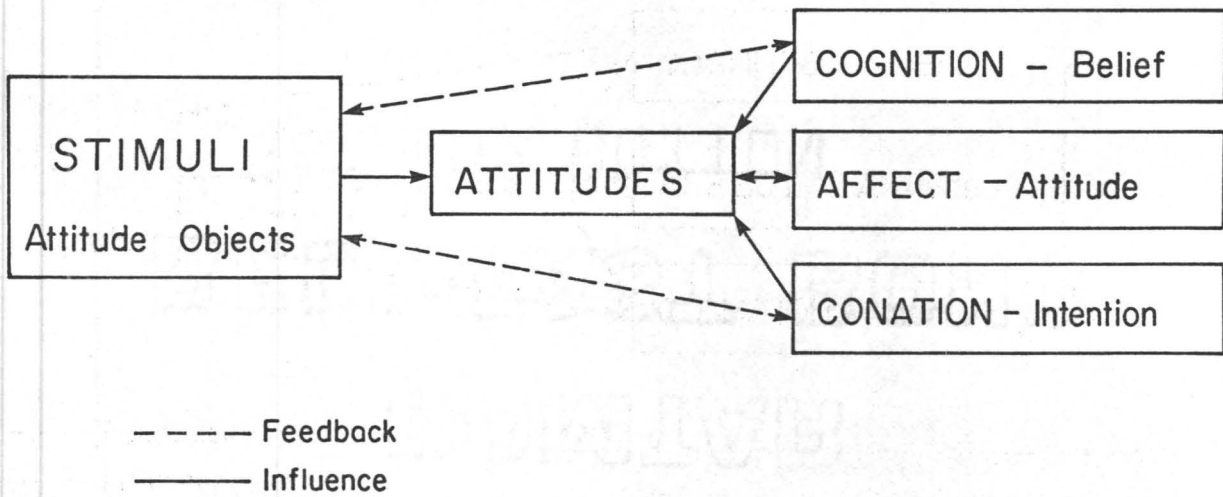 COGNITION - Belief
STIMULI
Attitude Objects
ATTITUDES
AFFECT - Attitude
CONATION - Intention
Feedback
Influence